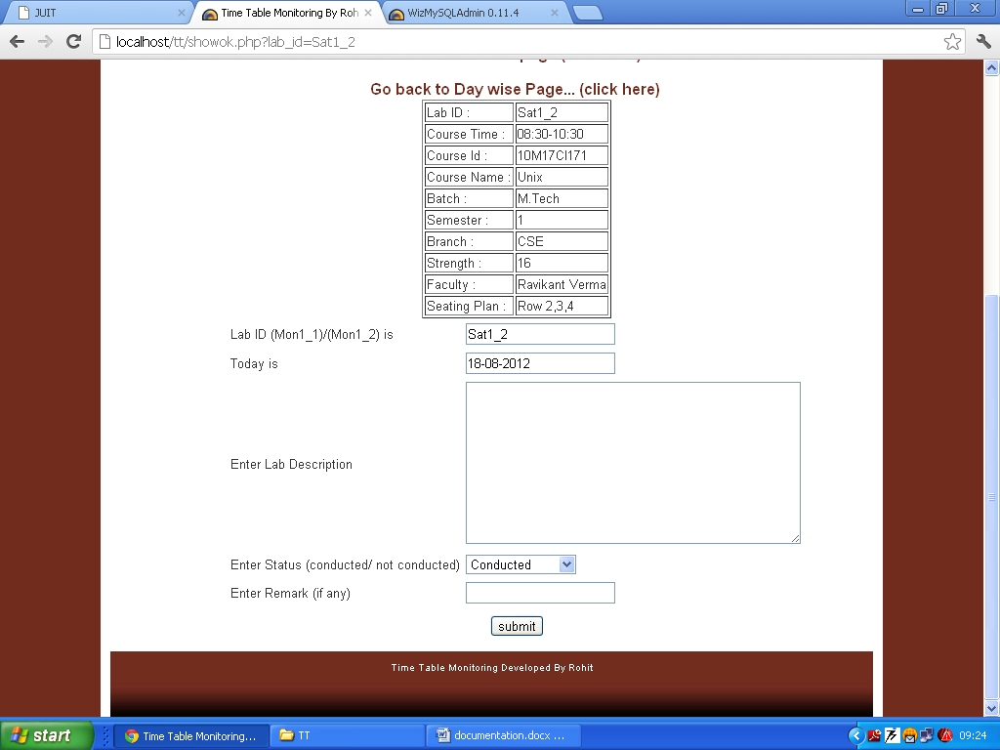 JUIT
Time Table Monitoring By Roh
WizMySQLAdmin 0.11.4
localhost/tt/showok.php?lab_id=Sat1_2
Go back to Day wise Page... (click here)
Lab ID : Sat1_2
Course Time : 08:30-10:30
Course Id : 10M17CI171
Course Name : Unix
Batch : M.Tech
Semester : 1
Branch : CSE
Strength : 16
Faculty : Ravikant Verma
Seating Plan : Row 2,3,4
Lab ID (Mon1_1)/(Mon1_2) is Sat1_2
Today is 18-08-2012
Enter Lab Description
Enter Status (conducted/ not conducted) Conducted
Enter Remark (if any)
submit
Time Table Monitoring Developed By Rohit
start Time Table Monitoring... TT documentation.docx ... 09:24